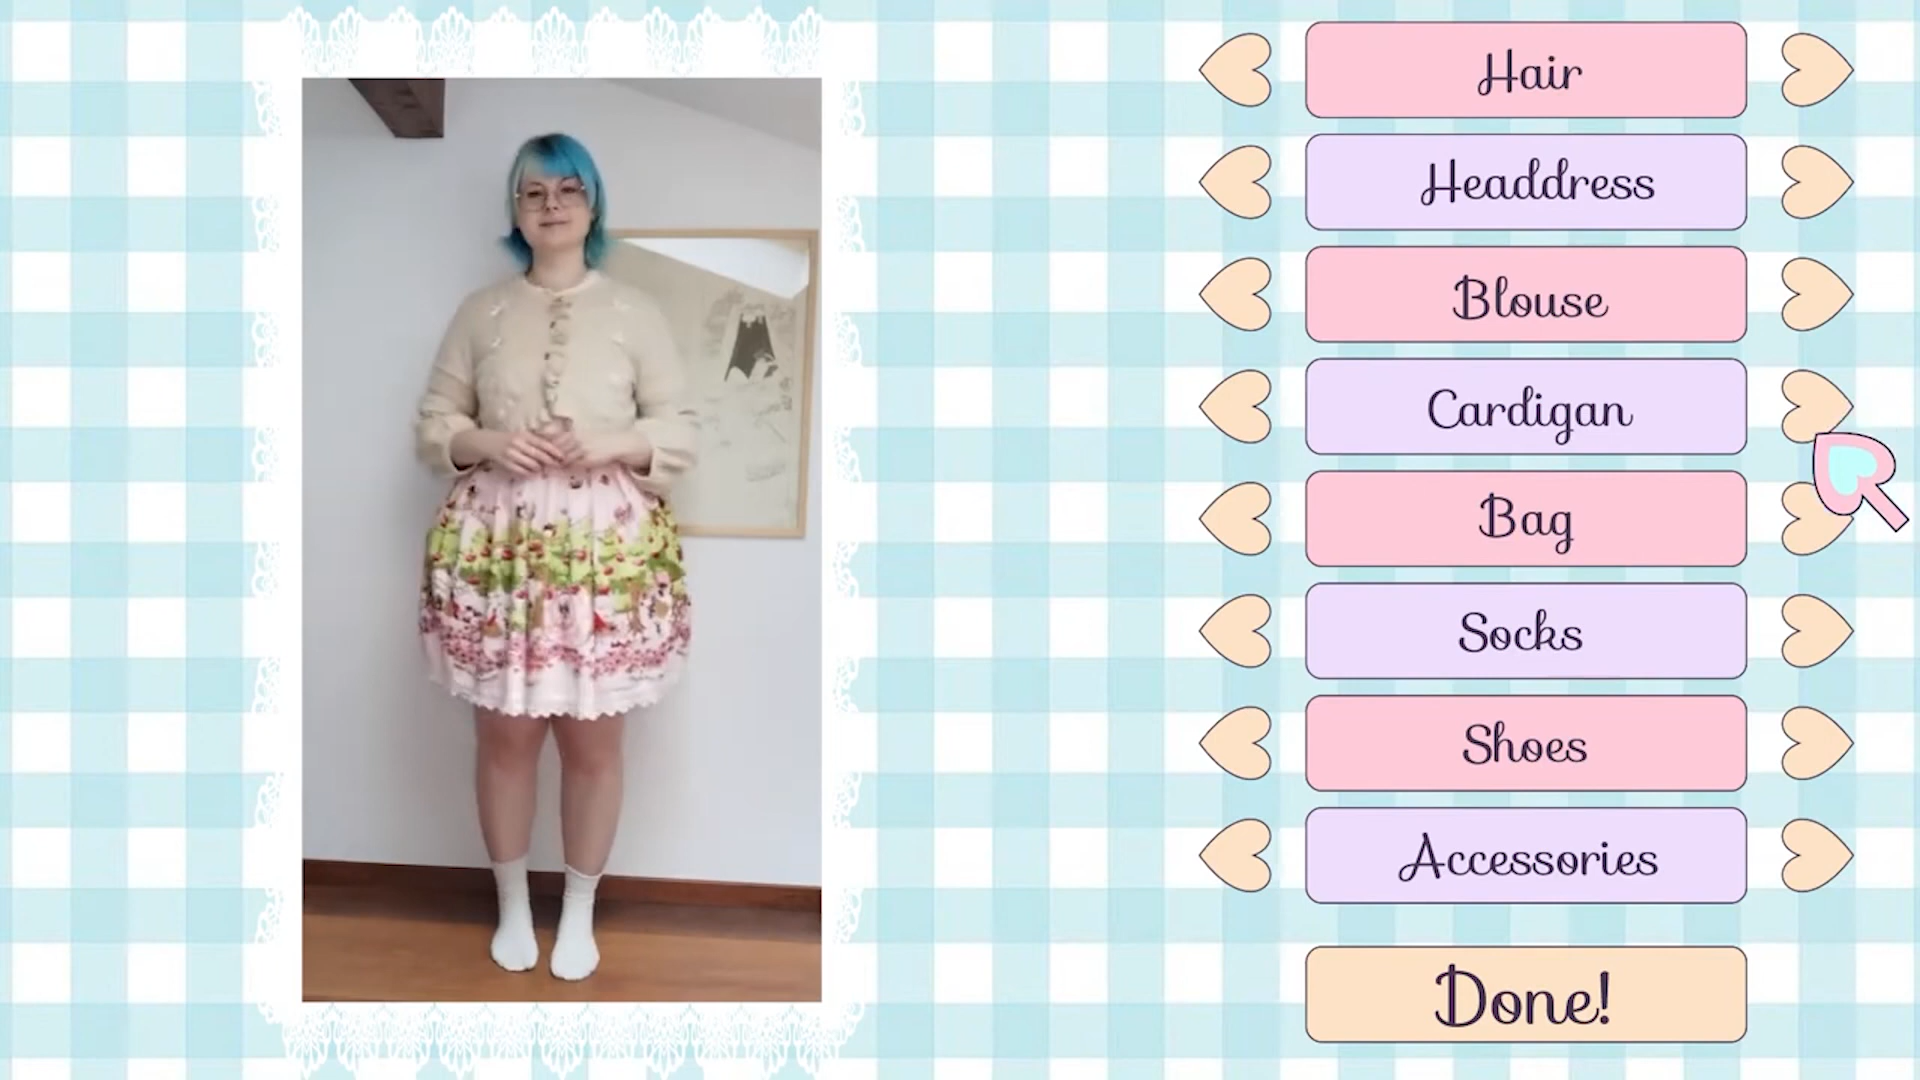 Hair
Headdress
Blouse
Cardigan
Bag
Socks
Shoes
Accessories
Done!